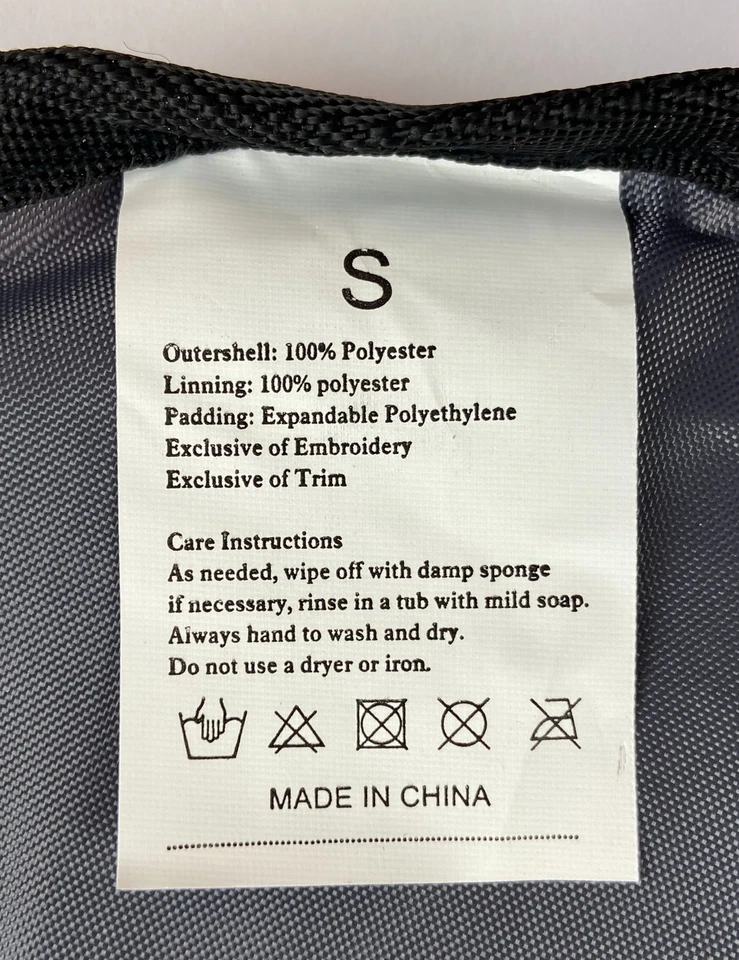 S
Outershell: 100% Polyester
Linning: 100% polyester
Padding: Expandable Polyethylene
Exclusive of Embroidery
Exclusive of Trim
Care Instructions
As needed, wipe off with damp sponge
if necessary, rinse in a tub with mild soap.
Always hand to wash and dry.
Do not use a dryer or iron.
MADE IN CHINA